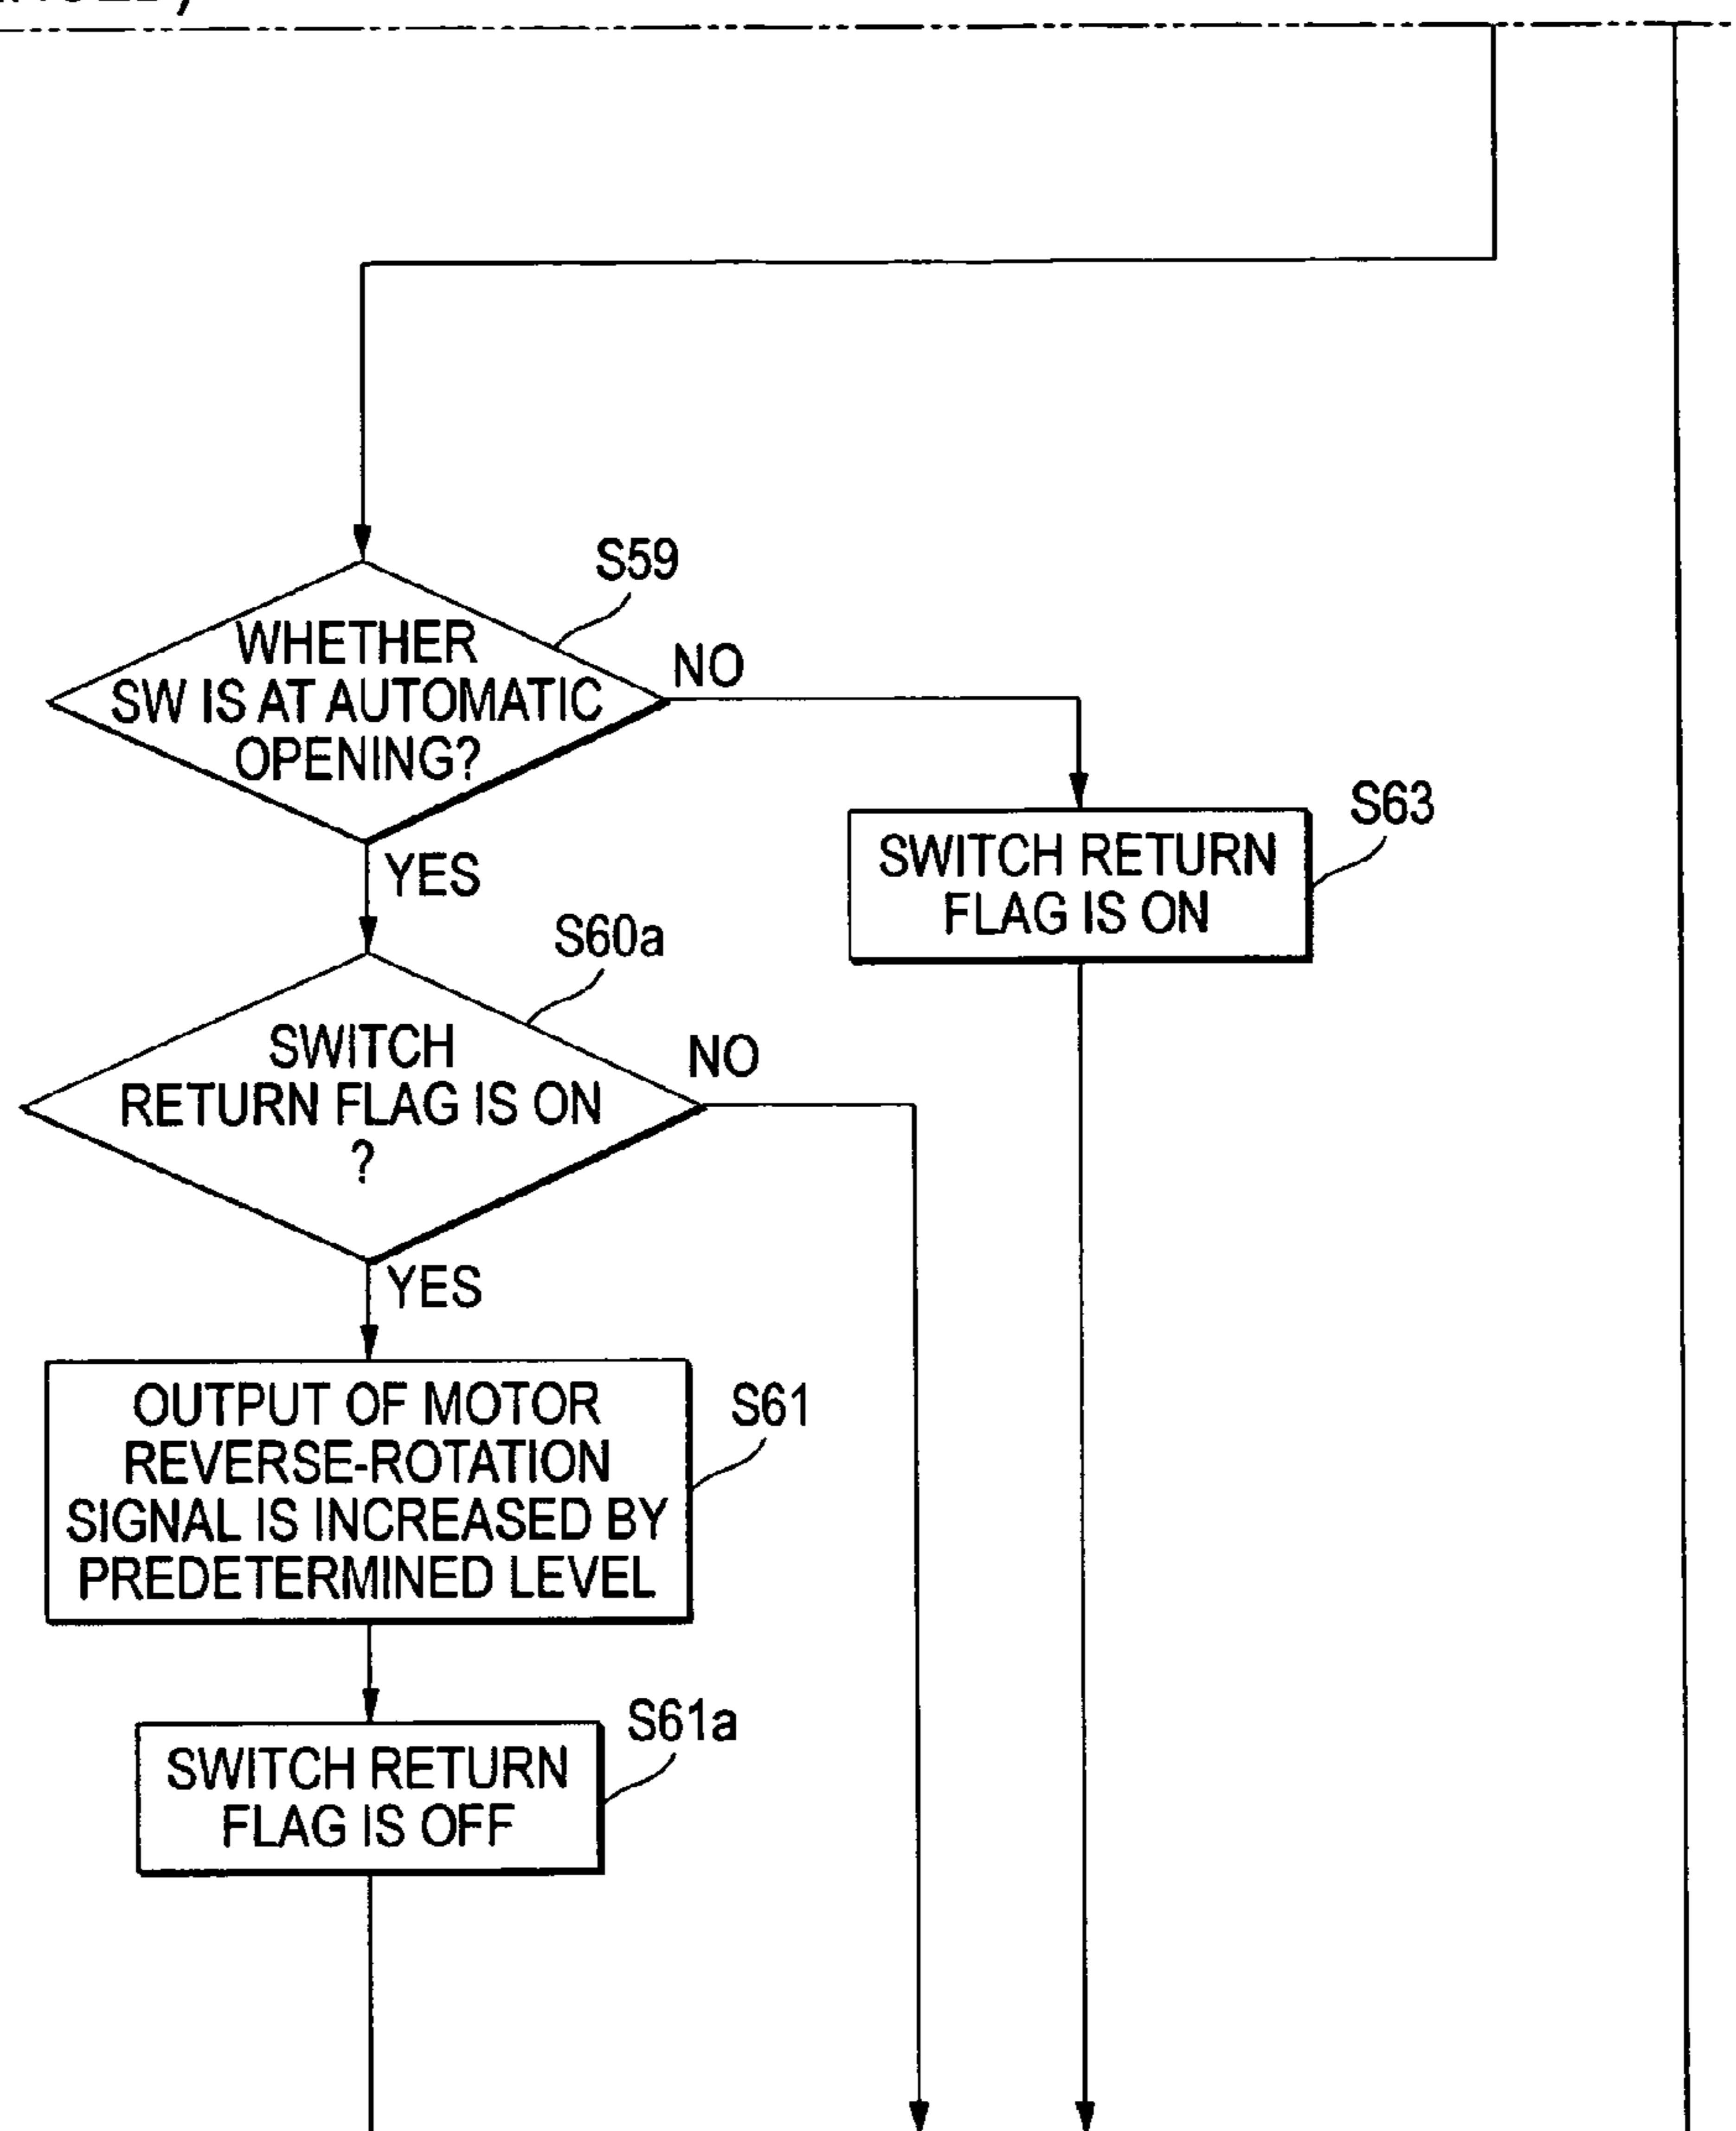 S59
WHETHER
SW IS AT AUTOMATIC
OPENING?
NO
YES
S63
SWITCH RETURN
FLAG IS ON
S60a
SWITCH
RETURN FLAG IS ON
?
NO
YES
S61
OUTPUT OF MOTOR
REVERSE-ROTATION
SIGNAL IS INCREASED BY
PREDETERMINED LEVEL
S61a
SWITCH RETURN
FLAG IS OFF